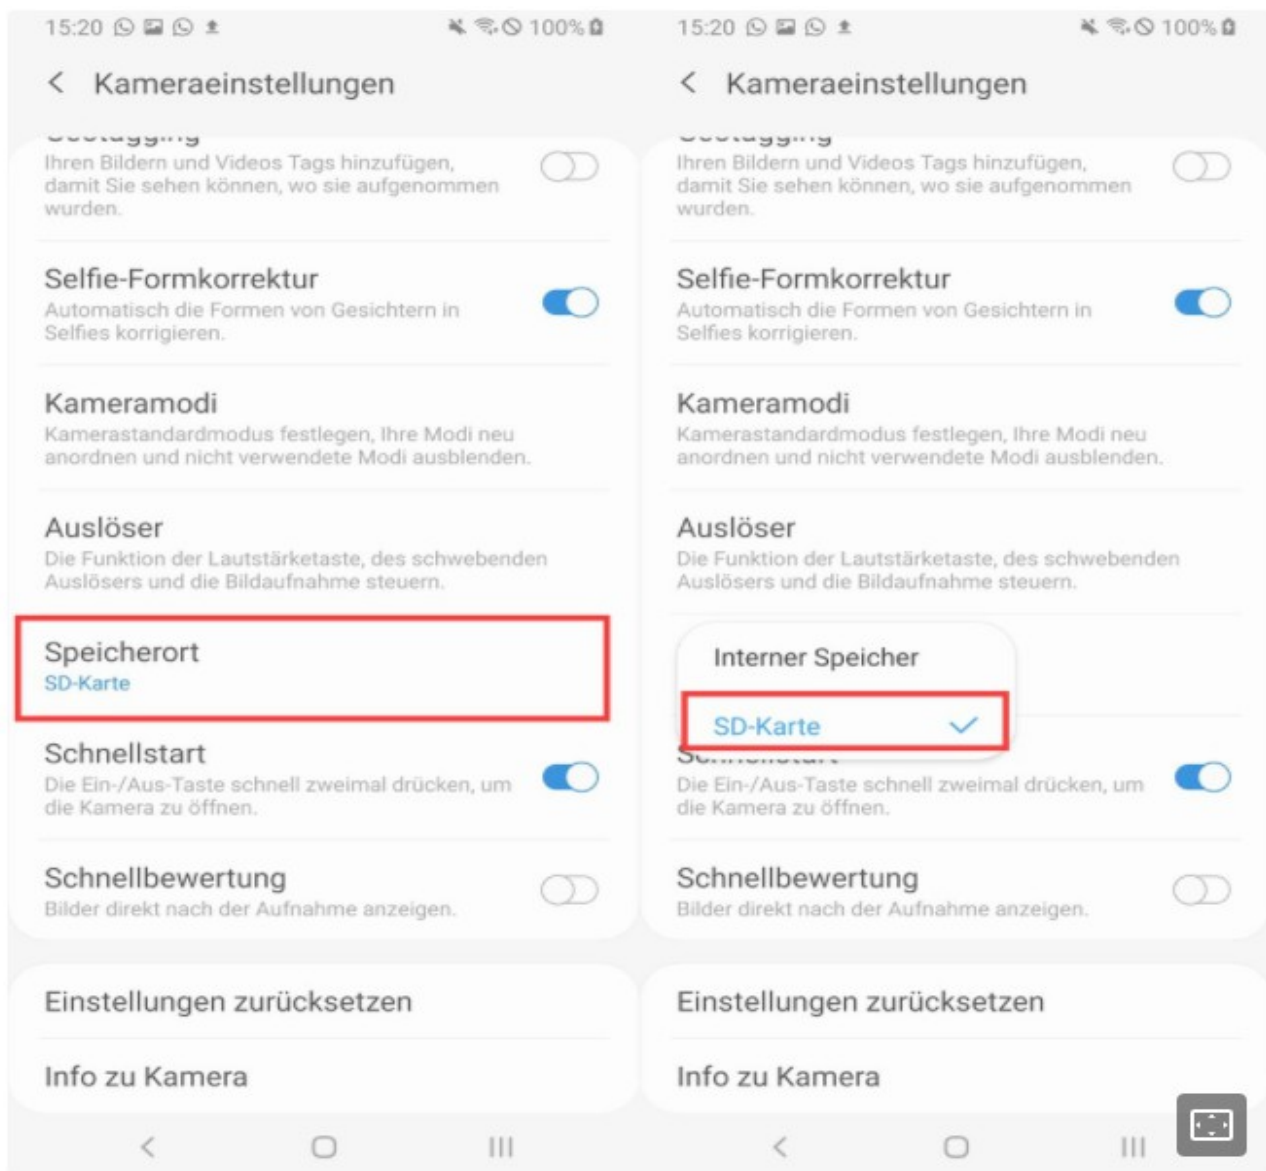 15:20
100%
Kameraeinstellungen
Ihren Bildern und Videos Tags hinzufügen,
damit Sie sehen können, wo sie aufgenommen
wurden.
Selfie-Formkorrektur
Automatisch die Formen von Gesichtern in
Selfies korrigieren.
Kameramodi
Kamerastandardmodus festlegen, Ihre Modi neu
anordnen und nicht verwendete Modi ausblenden.
Auslöser
Die Funktion der Lautstärketaste, des schwebenden
Auslösers und die Bildaufnahme steuern.
Speicherort
SD-Karte
Schnellstart
Die Ein-/Aus-Taste schnell zweimal drücken, um
die Kamera zu öffnen.
Schnellbewertung
Bilder direkt nach der Aufnahme anzeigen.
Einstellungen zurücksetzen
Info zu Kamera
15:20
100%
Kameraeinstellungen
Ihren Bildern und Videos Tags hinzufügen,
damit Sie sehen können, wo sie aufgenommen
wurden.
Selfie-Formkorrektur
Automatisch die Formen von Gesichtern in
Selfies korrigieren.
Kameramodi
Kamerastandardmodus festlegen, Ihre Modi neu
anordnen und nicht verwendete Modi ausblenden.
Auslöser
Die Funktion der Lautstärketaste, des schwebenden
Auslösers und die Bildaufnahme steuern.
Interner Speicher
SD-Karte
Die Ein-/Aus-Taste schnell zweimal drücken, um
die Kamera zu öffnen.
Schnellbewertung
Bilder direkt nach der Aufnahme anzeigen.
Einstellungen zurücksetzen
Info zu Kamera